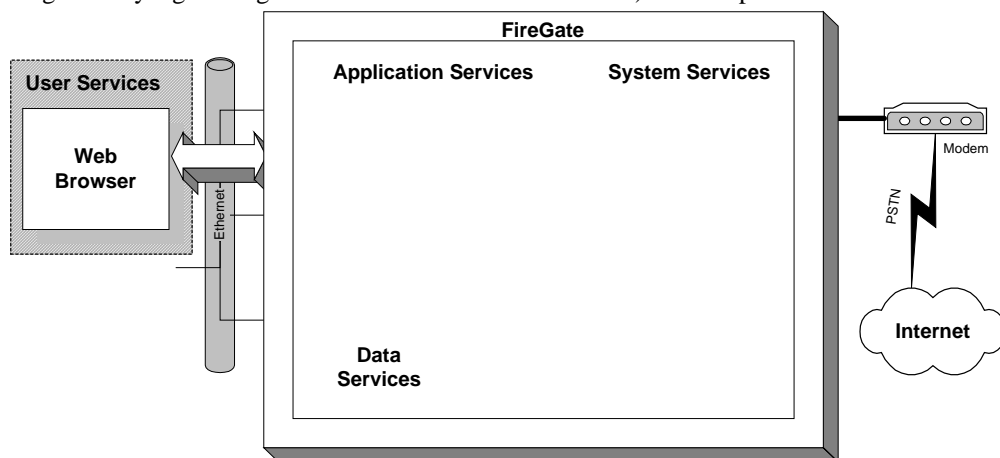 FireGate
Application Services
System Services
User Services
Web
Browser
Ethernet
Modem
PSTN
Internet
Data
Services